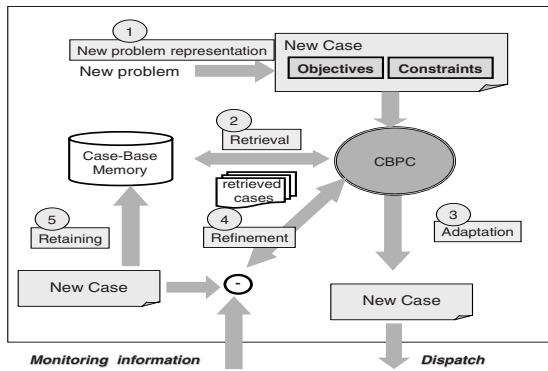 1
New problem representation
New problem
New Case
Objectives Constraints
2
Retrieval
Case-Base
Memory
CBPC
retrieved
cases
4
Refinement
3
Adaptation
5
Retaining
New Case
-
New Case
Monitoring information
Dispatch